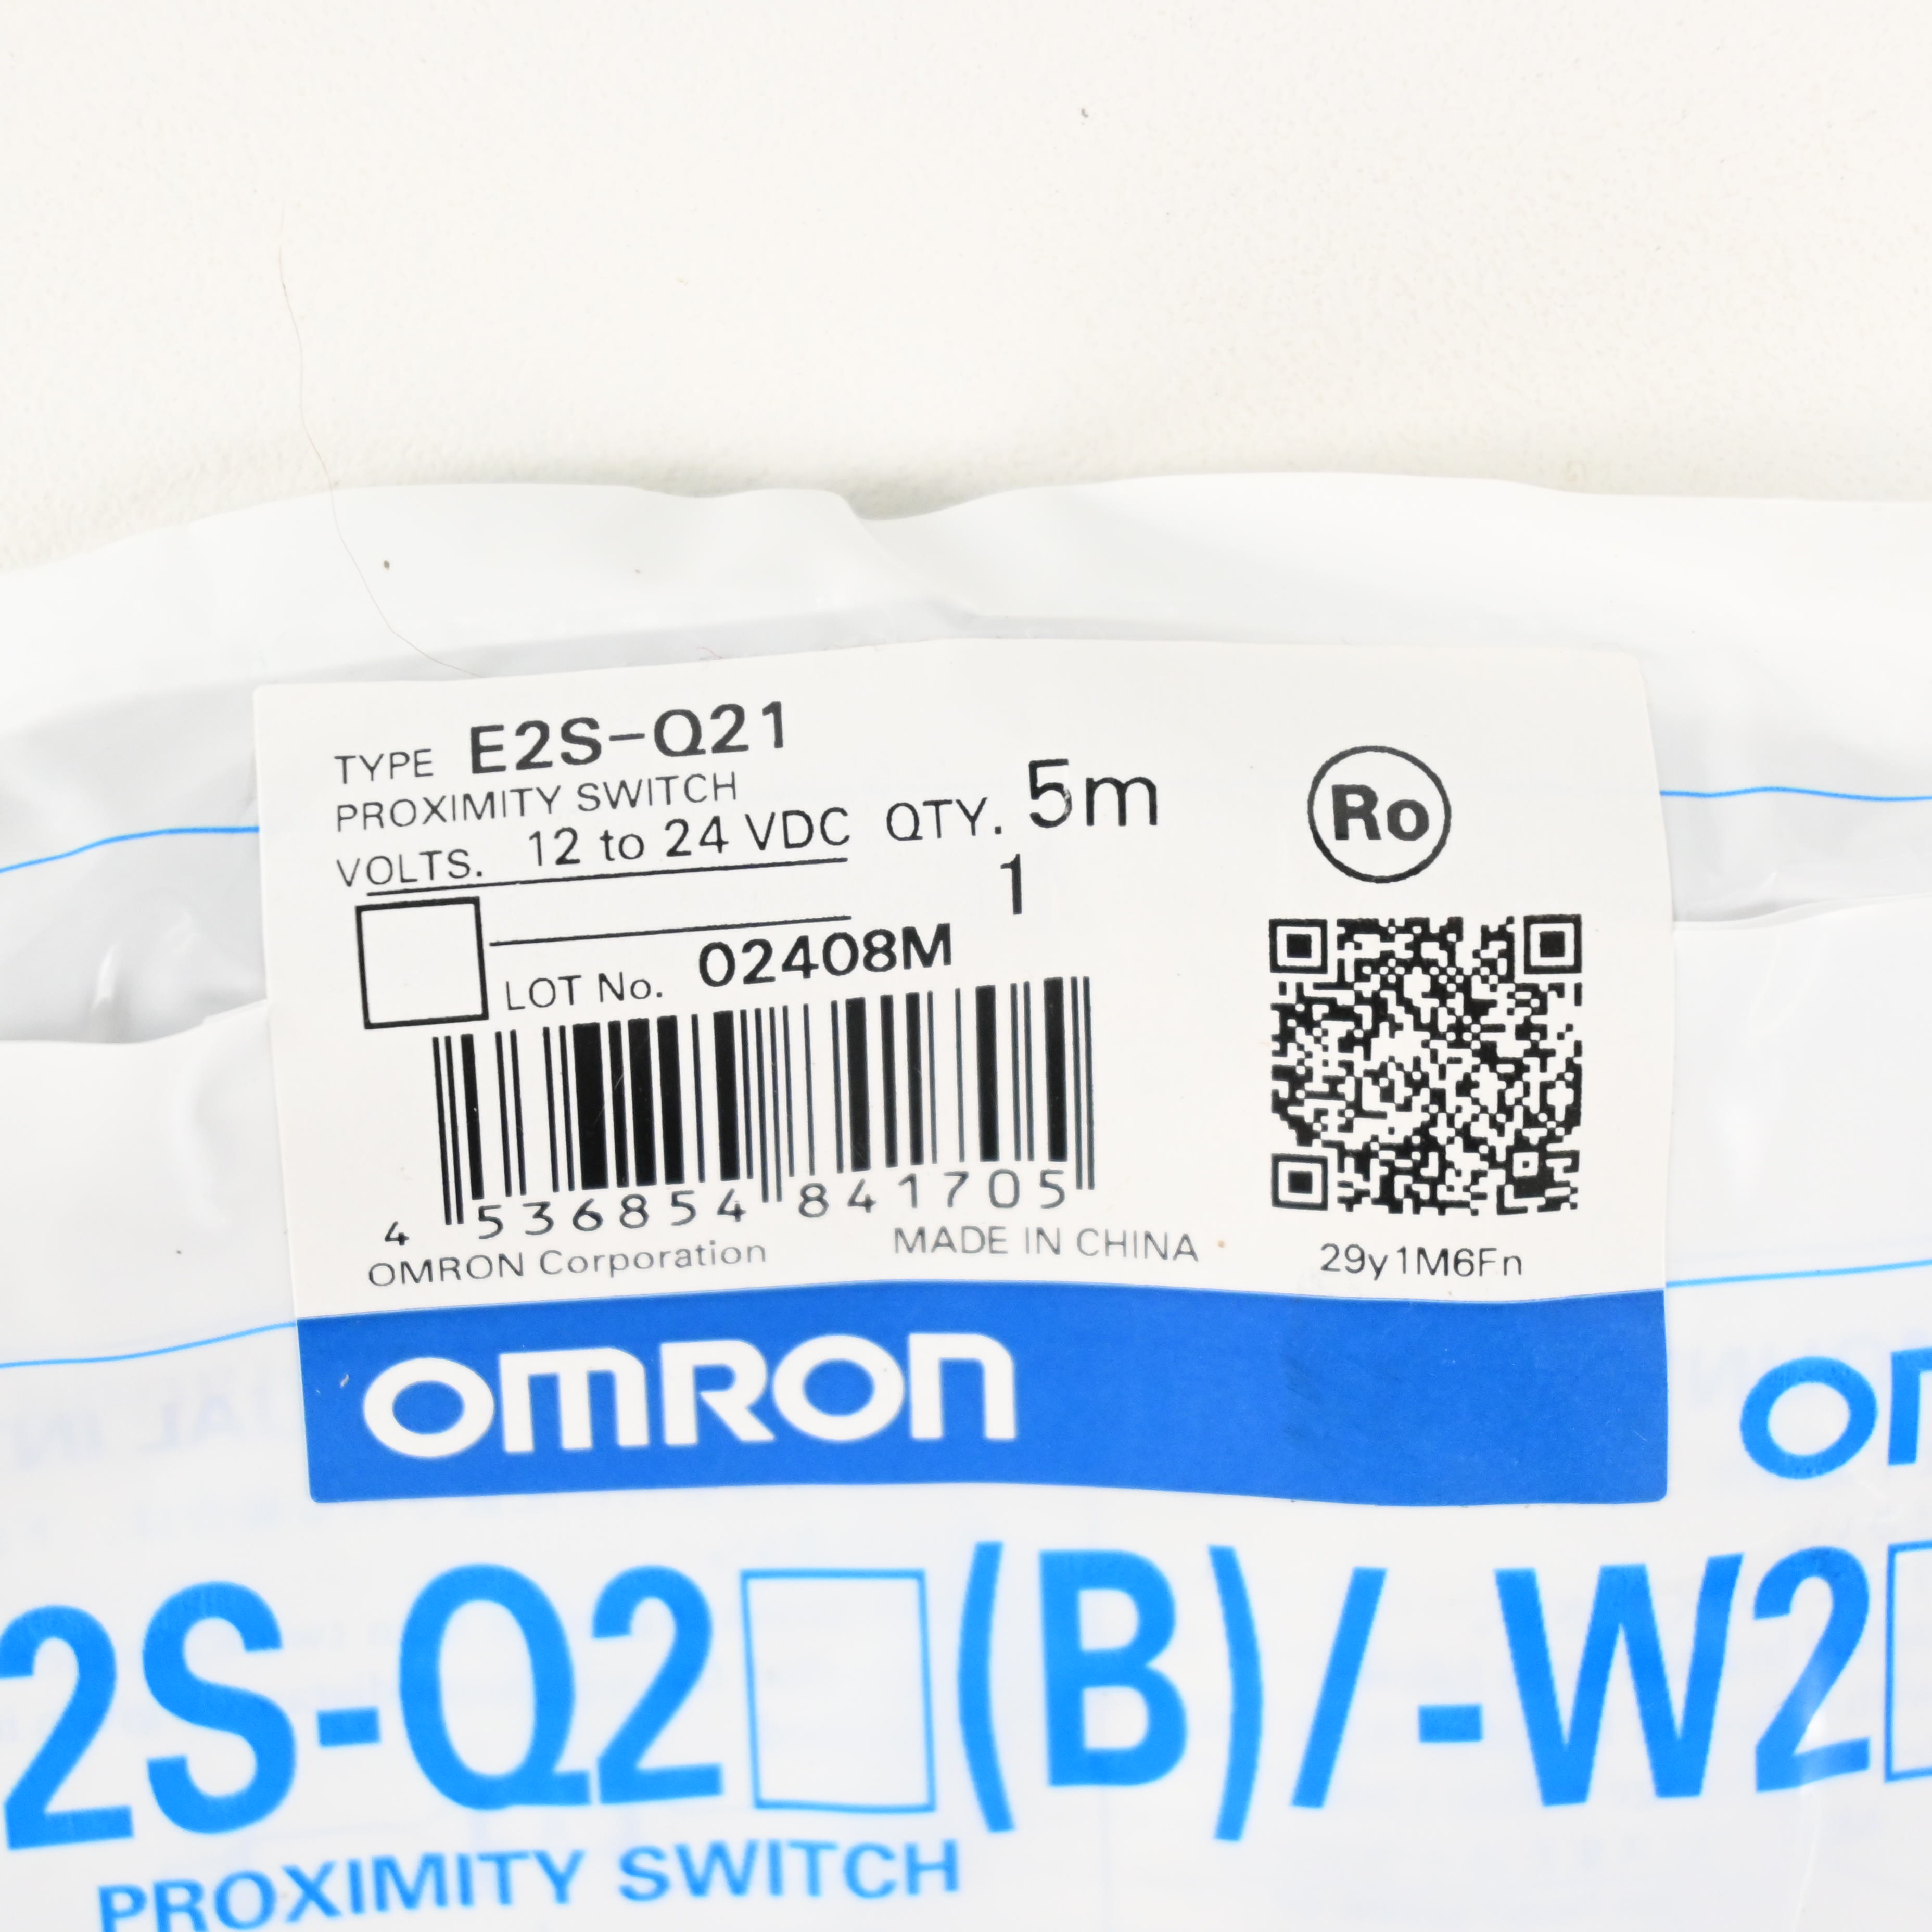 TYPE E2S-Q21
PROXIMITY SWITCH
VOLTS. 12 to 24 VDC QTY. 5m
1
LOT No. 02408M
4 536854 841705
OMRON Corporation MADE IN CHINA
Ro
29y1M6Fn
OMRON
2S-Q2□(B)/-W2
PROXIMITY SWITCH